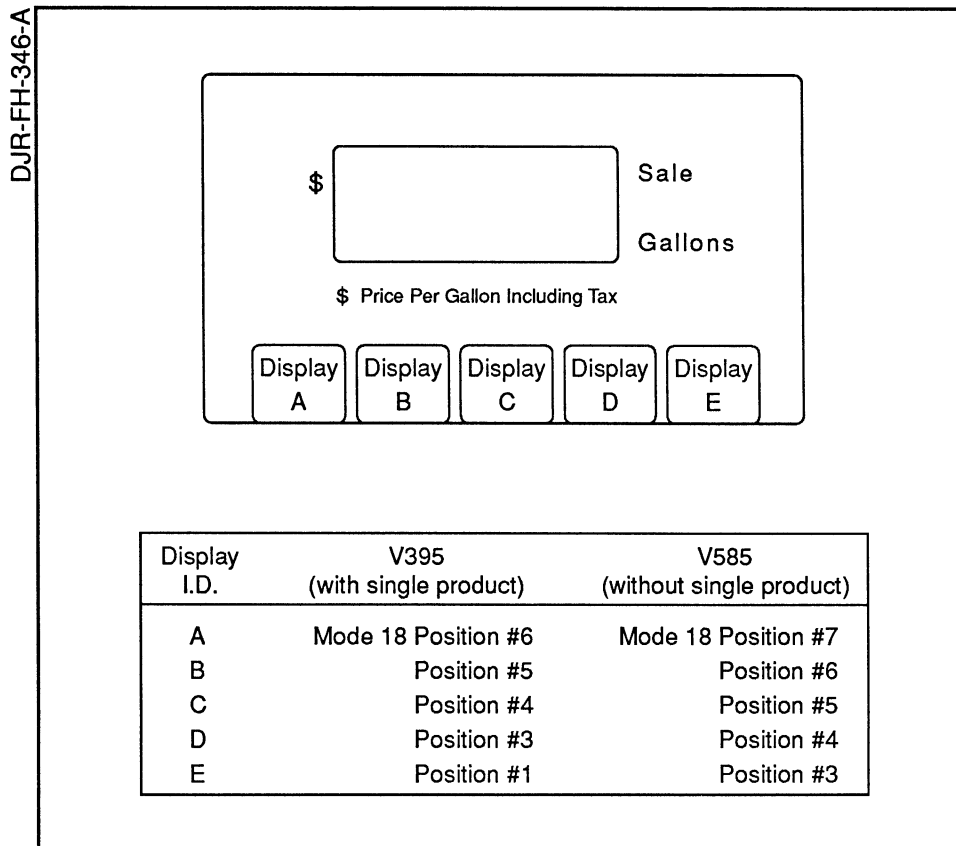 DJR-FH-346-A
$ Sale
Gallons
$ Price Per Gallon Including Tax
Display A
Display B
Display C
Display D
Display E
Display I.D.
V395 (with single product)
V585 (without single product)
A Mode 18 Position #6 Mode 18 Position #7
B Position #5 Position #6
C Position #4 Position #5
D Position #3 Position #4
E Position #1 Position #3